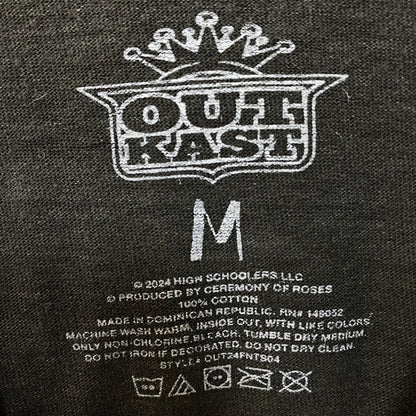 OUT
KAST
M
© 2024 HIGH SCHOOLERS LLC
℗ PRODUCED BY CEREMONY OF ROSES
100% COTTON
MADE IN DOMINICAN REPUBLIC. RN# 149052
MACHINE WASH WARM, INSIDE OUT, WITH LIKE COLORS
ONLY NON-CHLORINE BLEACH. TUMBLE DRY MEDIUM.
DO NOT IRON IF DECORATED. DO NOT DRY CLEAN.
STYLE# OUT24FNTS04